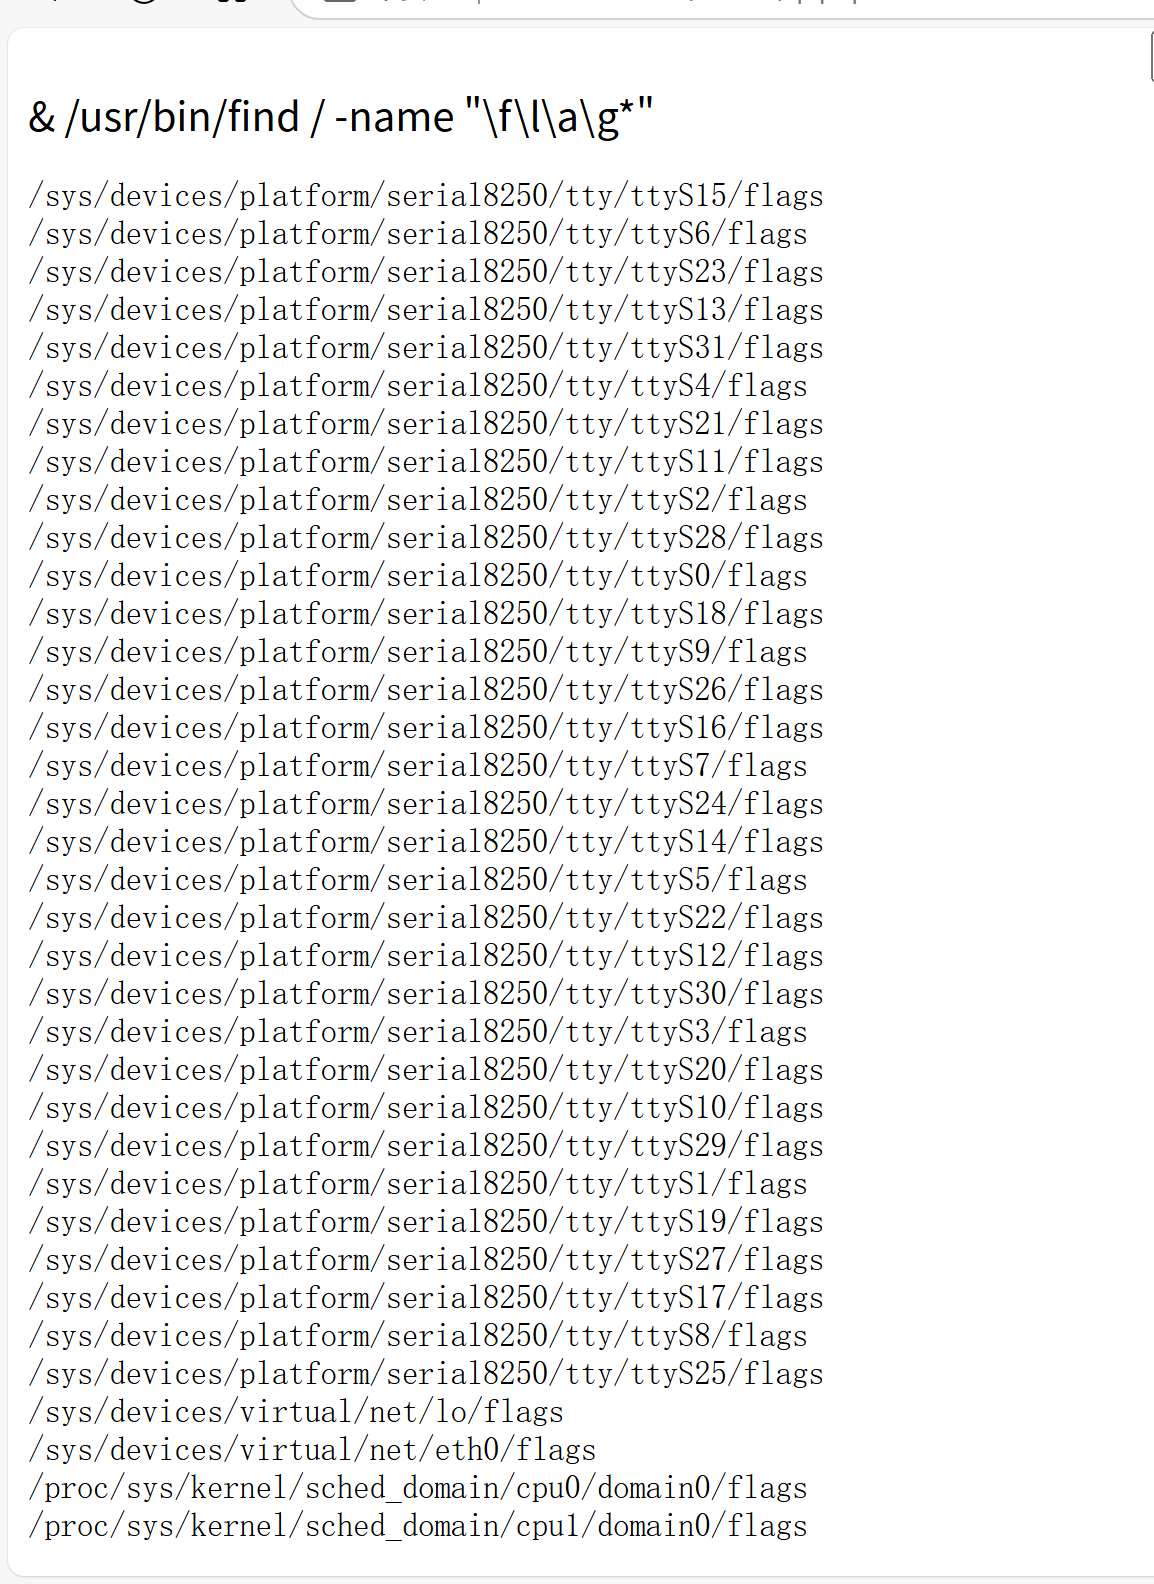 & /usr/bin/find / -name "\f\l\a\g*"
/sys/devices/platform/serial8250/tty/ttyS15/flags
/sys/devices/platform/serial8250/tty/ttyS6/flags
/sys/devices/platform/serial8250/tty/ttyS23/flags
/sys/devices/platform/serial8250/tty/ttyS13/flags
/sys/devices/platform/serial8250/tty/ttyS31/flags
/sys/devices/platform/serial8250/tty/ttyS4/flags
/sys/devices/platform/serial8250/tty/ttyS21/flags
/sys/devices/platform/serial8250/tty/ttyS11/flags
/sys/devices/platform/serial8250/tty/ttyS2/flags
/sys/devices/platform/serial8250/tty/ttyS28/flags
/sys/devices/platform/serial8250/tty/ttyS0/flags
/sys/devices/platform/serial8250/tty/ttyS18/flags
/sys/devices/platform/serial8250/tty/ttyS9/flags
/sys/devices/platform/serial8250/tty/ttyS26/flags
/sys/devices/platform/serial8250/tty/ttyS16/flags
/sys/devices/platform/serial8250/tty/ttyS7/flags
/sys/devices/platform/serial8250/tty/ttyS24/flags
/sys/devices/platform/serial8250/tty/ttyS14/flags
/sys/devices/platform/serial8250/tty/ttyS5/flags
/sys/devices/platform/serial8250/tty/ttyS22/flags
/sys/devices/platform/serial8250/tty/ttyS12/flags
/sys/devices/platform/serial8250/tty/ttyS30/flags
/sys/devices/platform/serial8250/tty/ttyS3/flags
/sys/devices/platform/serial8250/tty/ttyS20/flags
/sys/devices/platform/serial8250/tty/ttyS10/flags
/sys/devices/platform/serial8250/tty/ttyS29/flags
/sys/devices/platform/serial8250/tty/ttyS1/flags
/sys/devices/platform/serial8250/tty/ttyS19/flags
/sys/devices/platform/serial8250/tty/ttyS27/flags
/sys/devices/platform/serial8250/tty/ttyS17/flags
/sys/devices/platform/serial8250/tty/ttyS8/flags
/sys/devices/platform/serial8250/tty/ttyS25/flags
/sys/devices/virtual/net/lo/flags
/sys/devices/virtual/net/eth0/flags
/proc/sys/kernel/sched_domain/cpu0/domain0/flags
/proc/sys/kernel/sched_domain/cpu1/domain0/flags